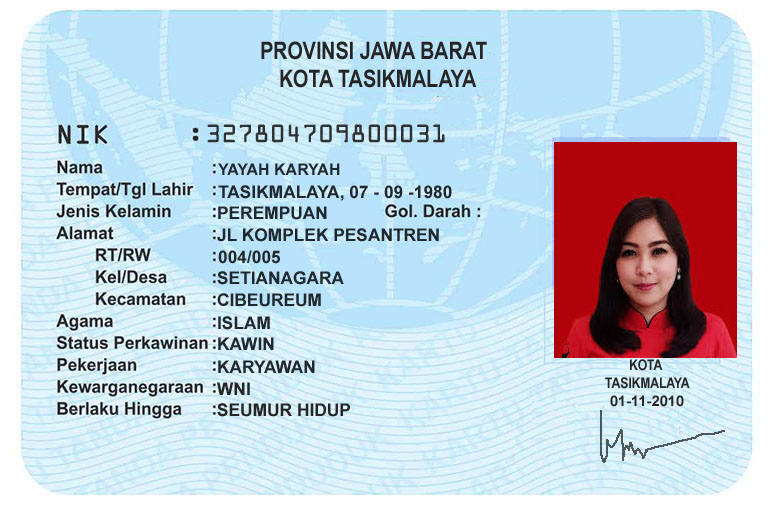 PROVINSI JAWA BARAT
KOTA TASIKMALAYA
NIK :327804709800031
Nama :YAYAH KARYAH
Tempat/Tgl Lahir :TASIKMALAYA, 07 - 09 -1980
Jenis Kelamin :PEREMPUAN Gol. Darah :
Alamat :JL KOMPLEK PESANTREN
RT/RW :004/005
Kel/Desa :SETIANAGARA
Kecamatan :CIBEUREUM
Agama :ISLAM
Status Perkawinan :KAWIN
Pekerjaan :KARYAWAN
Kewarganegaraan :WNI
Berlaku Hingga :SEUMUR HIDUP
KOTA
TASIKMALAYA
01-11-2010